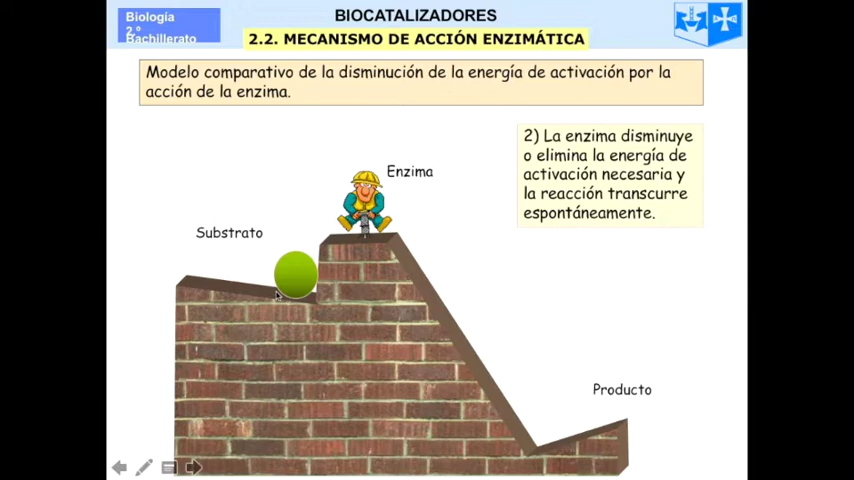 Biología
2.º
Bachillerato
BIOCATALIZADORES
2.2. MECANISMO DE ACCIÓN ENZIMÁTICA
Modelo comparativo de la disminución de la energía de activación por la
acción de la enzima.
2) La enzima disminuye
o elimina la energía de
activación necesaria y
la reacción transcurre
espontáneamente.
Enzima
Substrato
Producto